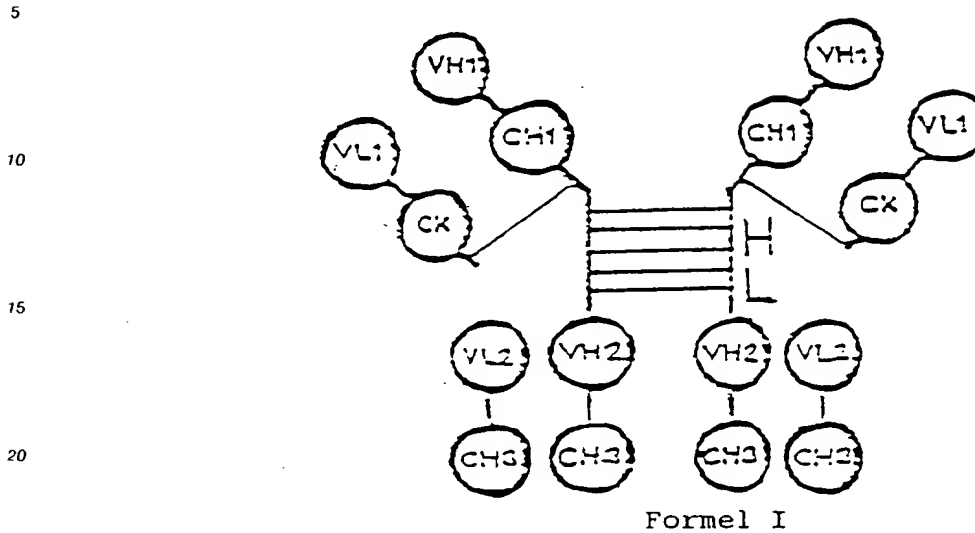 5
VH1 VH1
CH1 CH1
VL1 VL1
10
CK CK
H
L
15
VL2 VH2 VH2 VL2
20
CH3 CH3 CH3 CH3
Formel I